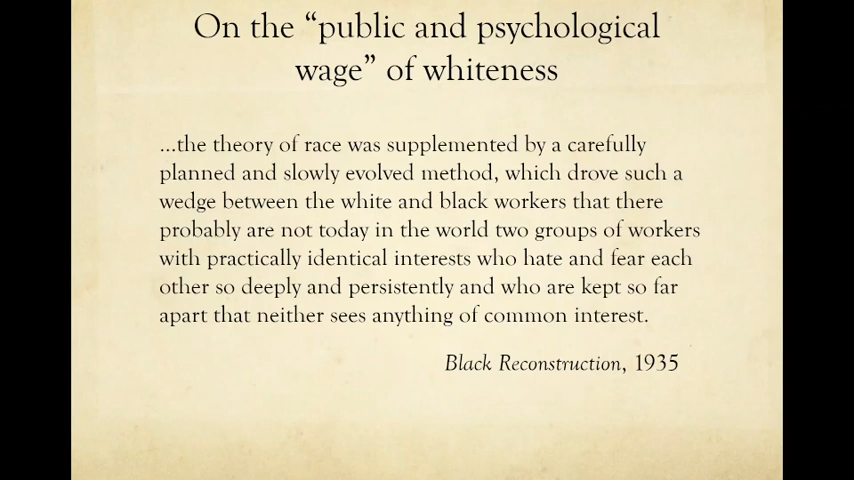 On the “public and psychological
wage” of whiteness
...the theory of race was supplemented by a carefully
planned and slowly evolved method, which drove such a
wedge between the white and black workers that there
probably are not today in the world two groups of workers
with practically identical interests who hate and fear each
other so deeply and persistently and who are kept so far
apart that neither sees anything of common interest.
Black Reconstruction, 1935